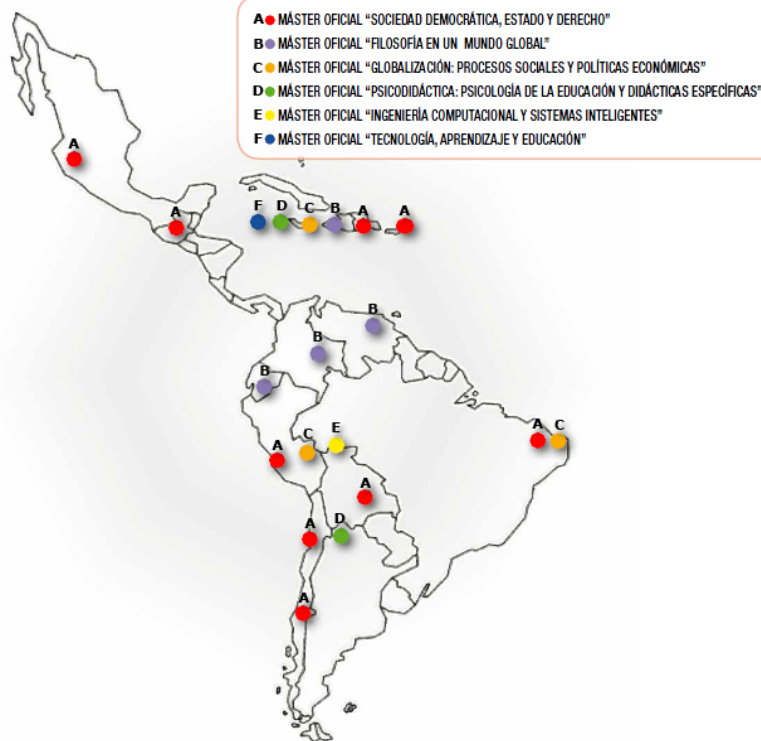 A MÁSTER OFICIAL “SOCIEDAD DEMOCRÁTICA, ESTADO Y DERECHO”
B MÁSTER OFICIAL “FILOSOFÍA EN UN MUNDO GLOBAL”
C MÁSTER OFICIAL “GLOBALIZACIÓN: PROCESOS SOCIALES Y POLÍTICAS ECONÓMICAS”
D MÁSTER OFICIAL “PSICODIDÁCTICA: PSICOLOGÍA DE LA EDUCACIÓN Y DIDÁCTICAS ESPECÍFICAS”
E MÁSTER OFICIAL “INGENIERÍA COMPUTACIONAL Y SISTEMAS INTELIGENTES”
F MÁSTER OFICIAL “TECNOLOGÍA, APRENDIZAJE Y EDUCACIÓN”
A
A
F D C B A A
B
B
B
A C
A C E
A
A D
A